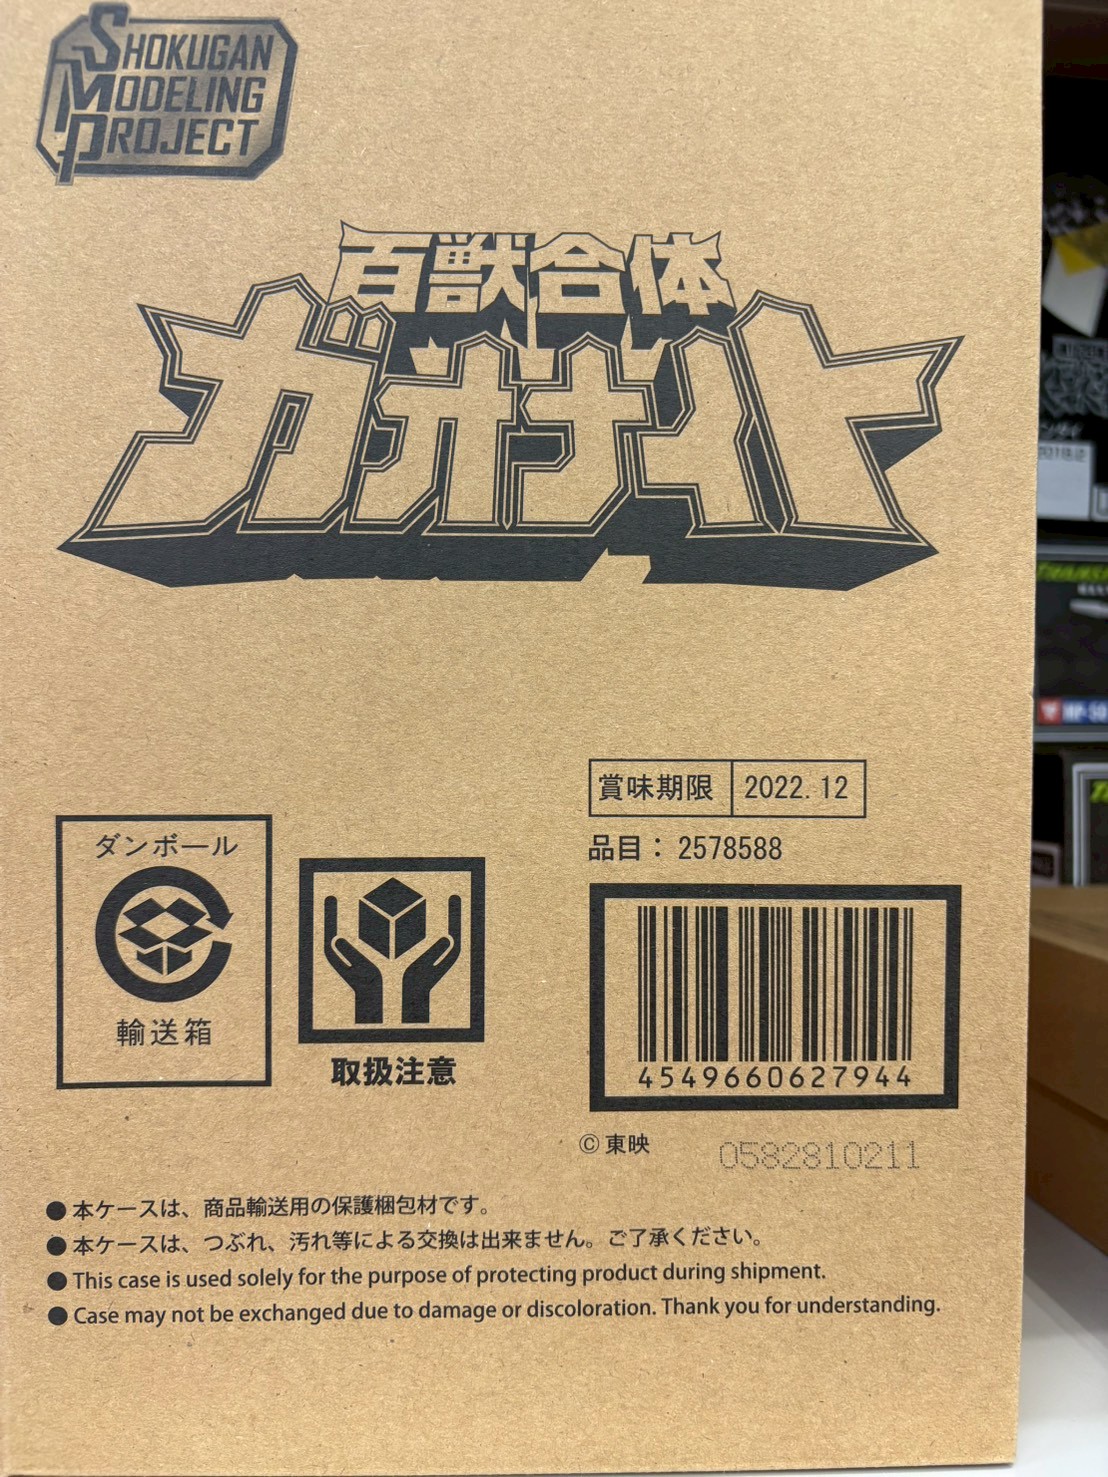 SHOKUGAN
MODELING
PROJECT
百獣合体
ガオナイト
賞味期限 2022.12
品目： 2578588
ダンボール
輸送箱
取扱注意
4549660627944
©東映
0582810211
●本ケースは、商品輸送用の保護梱包材です。
●本ケースは、つぶれ、汚れ等による交換は出来ません。ご了承ください。
●This case is used solely for the purpose of protecting product during shipment.
●Case may not be exchanged due to damage or discoloration. Thank you for understanding.